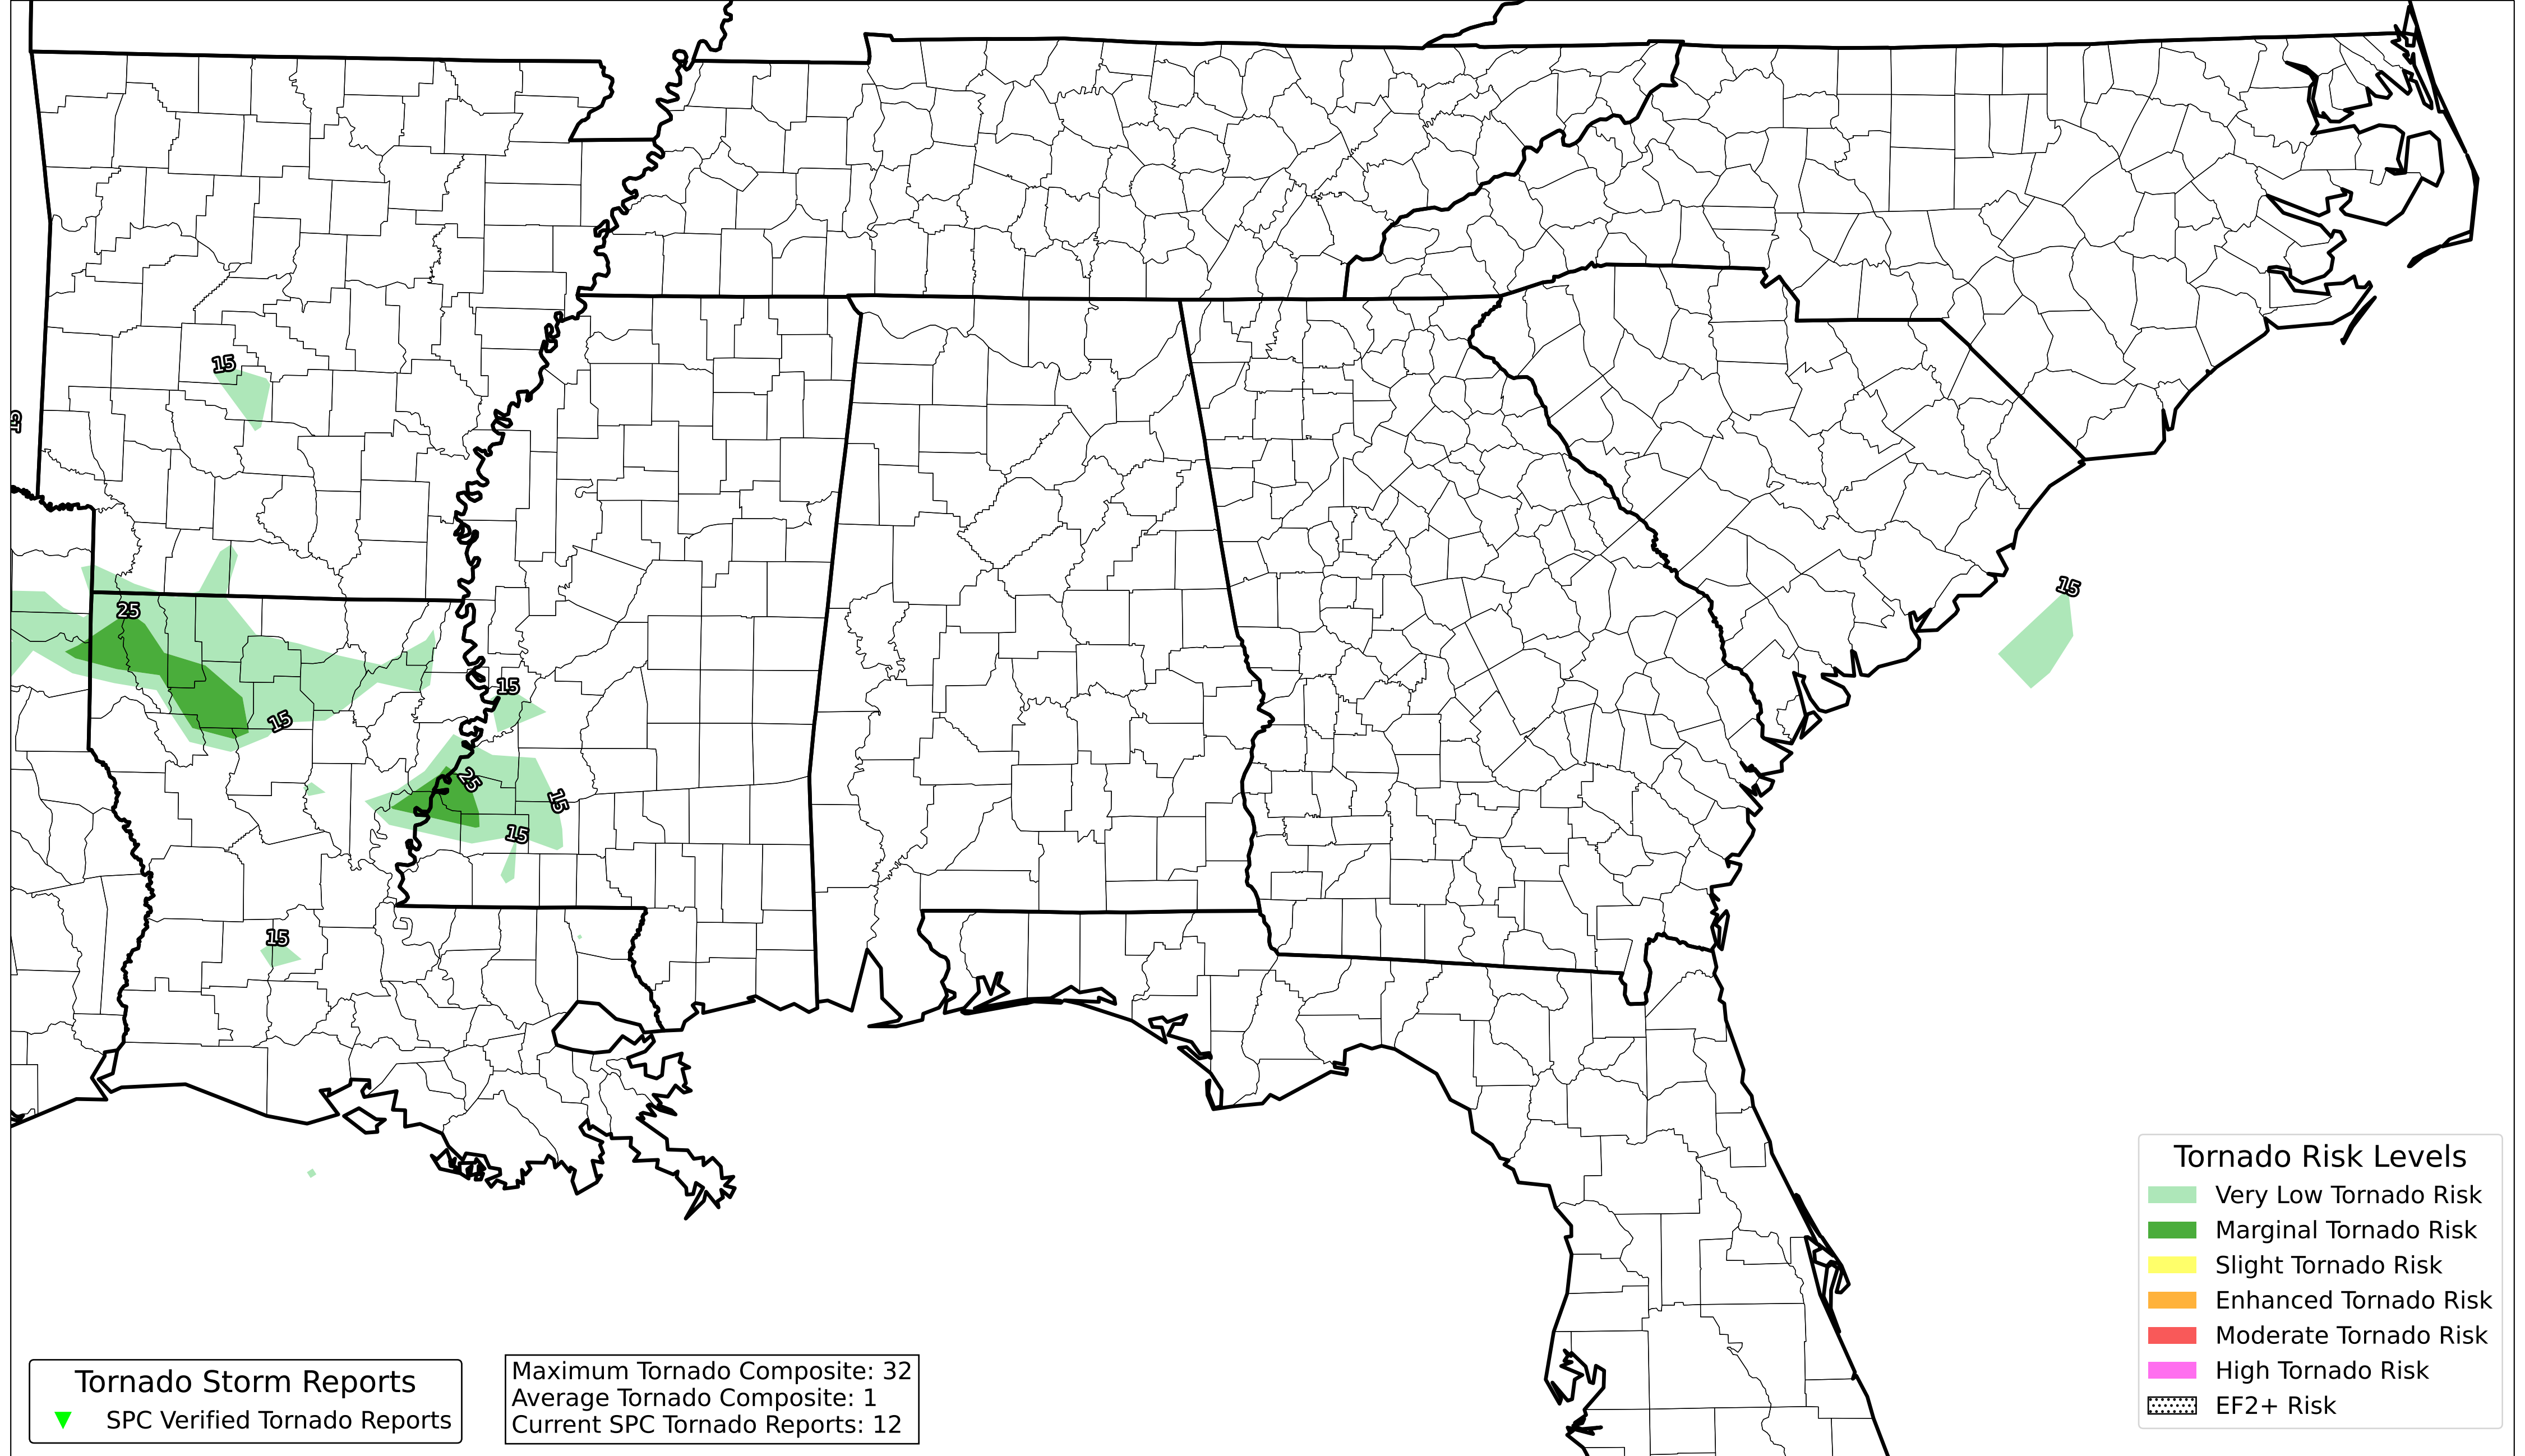 15
15
25
15
15
15
25
15
15
15
Tornado Risk Levels
Very Low Tornado Risk
Marginal Tornado Risk
Slight Tornado Risk
Enhanced Tornado Risk
Moderate Tornado Risk
High Tornado Risk
EF2+ Risk
Tornado Storm Reports
SPC Verified Tornado Reports
Maximum Tornado Composite: 32
Average Tornado Composite: 1
Current SPC Tornado Reports: 12